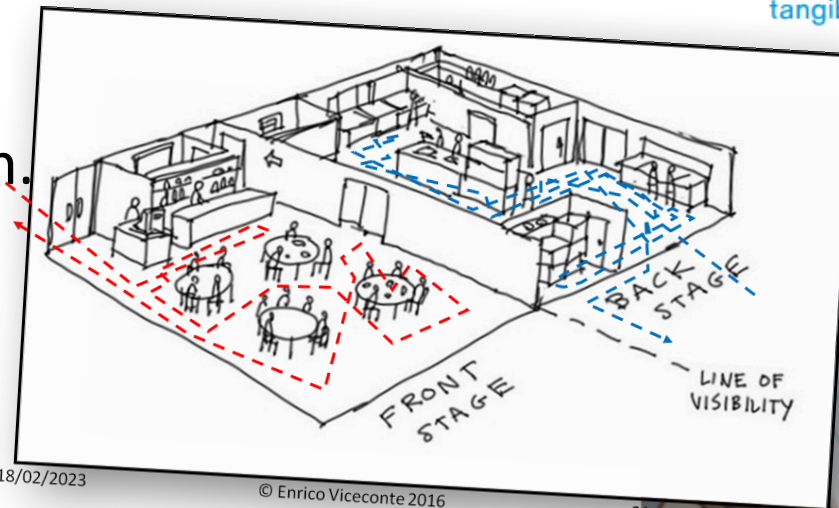 tangil
n.
BACK
STAGE
LINE OF
VISIBILITY
FRONT
STAGE
18/02/2023
© Enrico Viceconte 2016